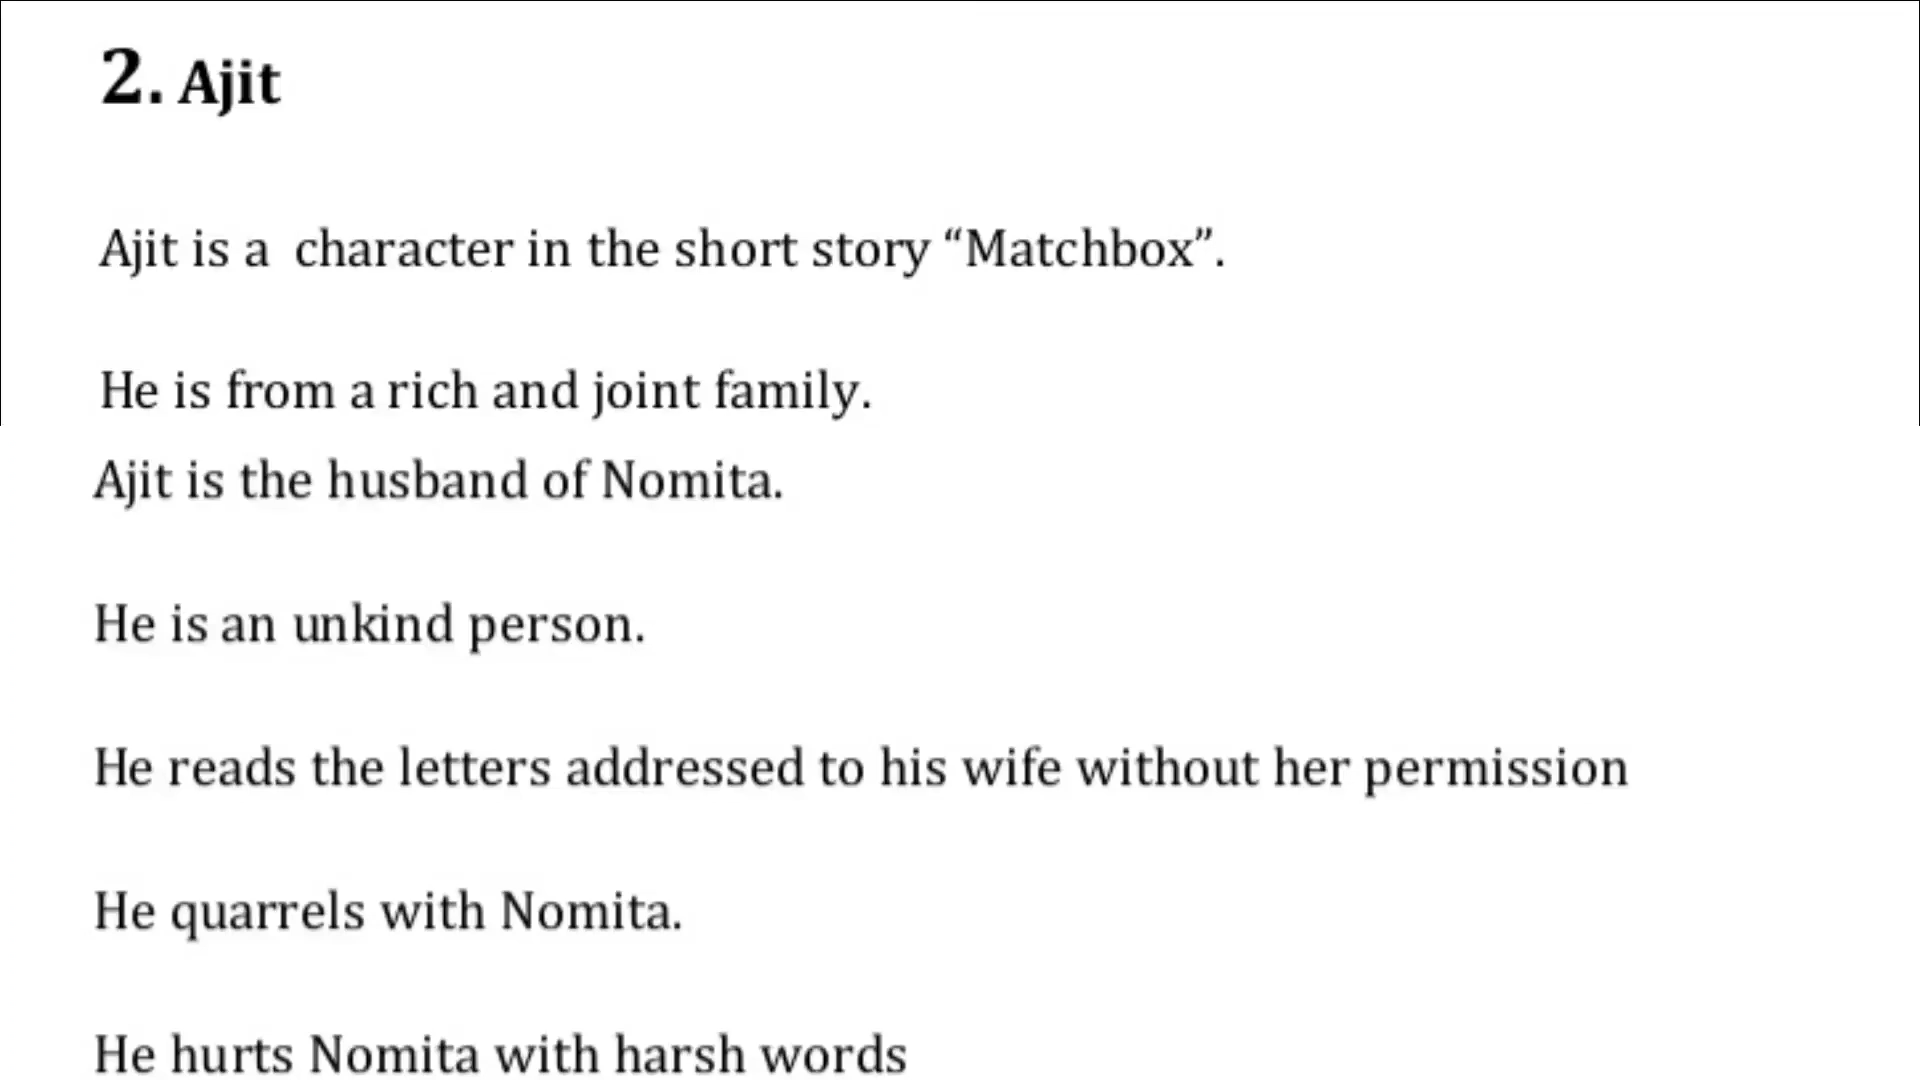 2. Ajit
Ajit is a character in the short story “Matchbox”.
He is from a rich and joint family.
Ajit is the husband of Nomita.
He is an unkind person.
He reads the letters addressed to his wife without her permission
He quarrels with Nomita.
He hurts Nomita with harsh words